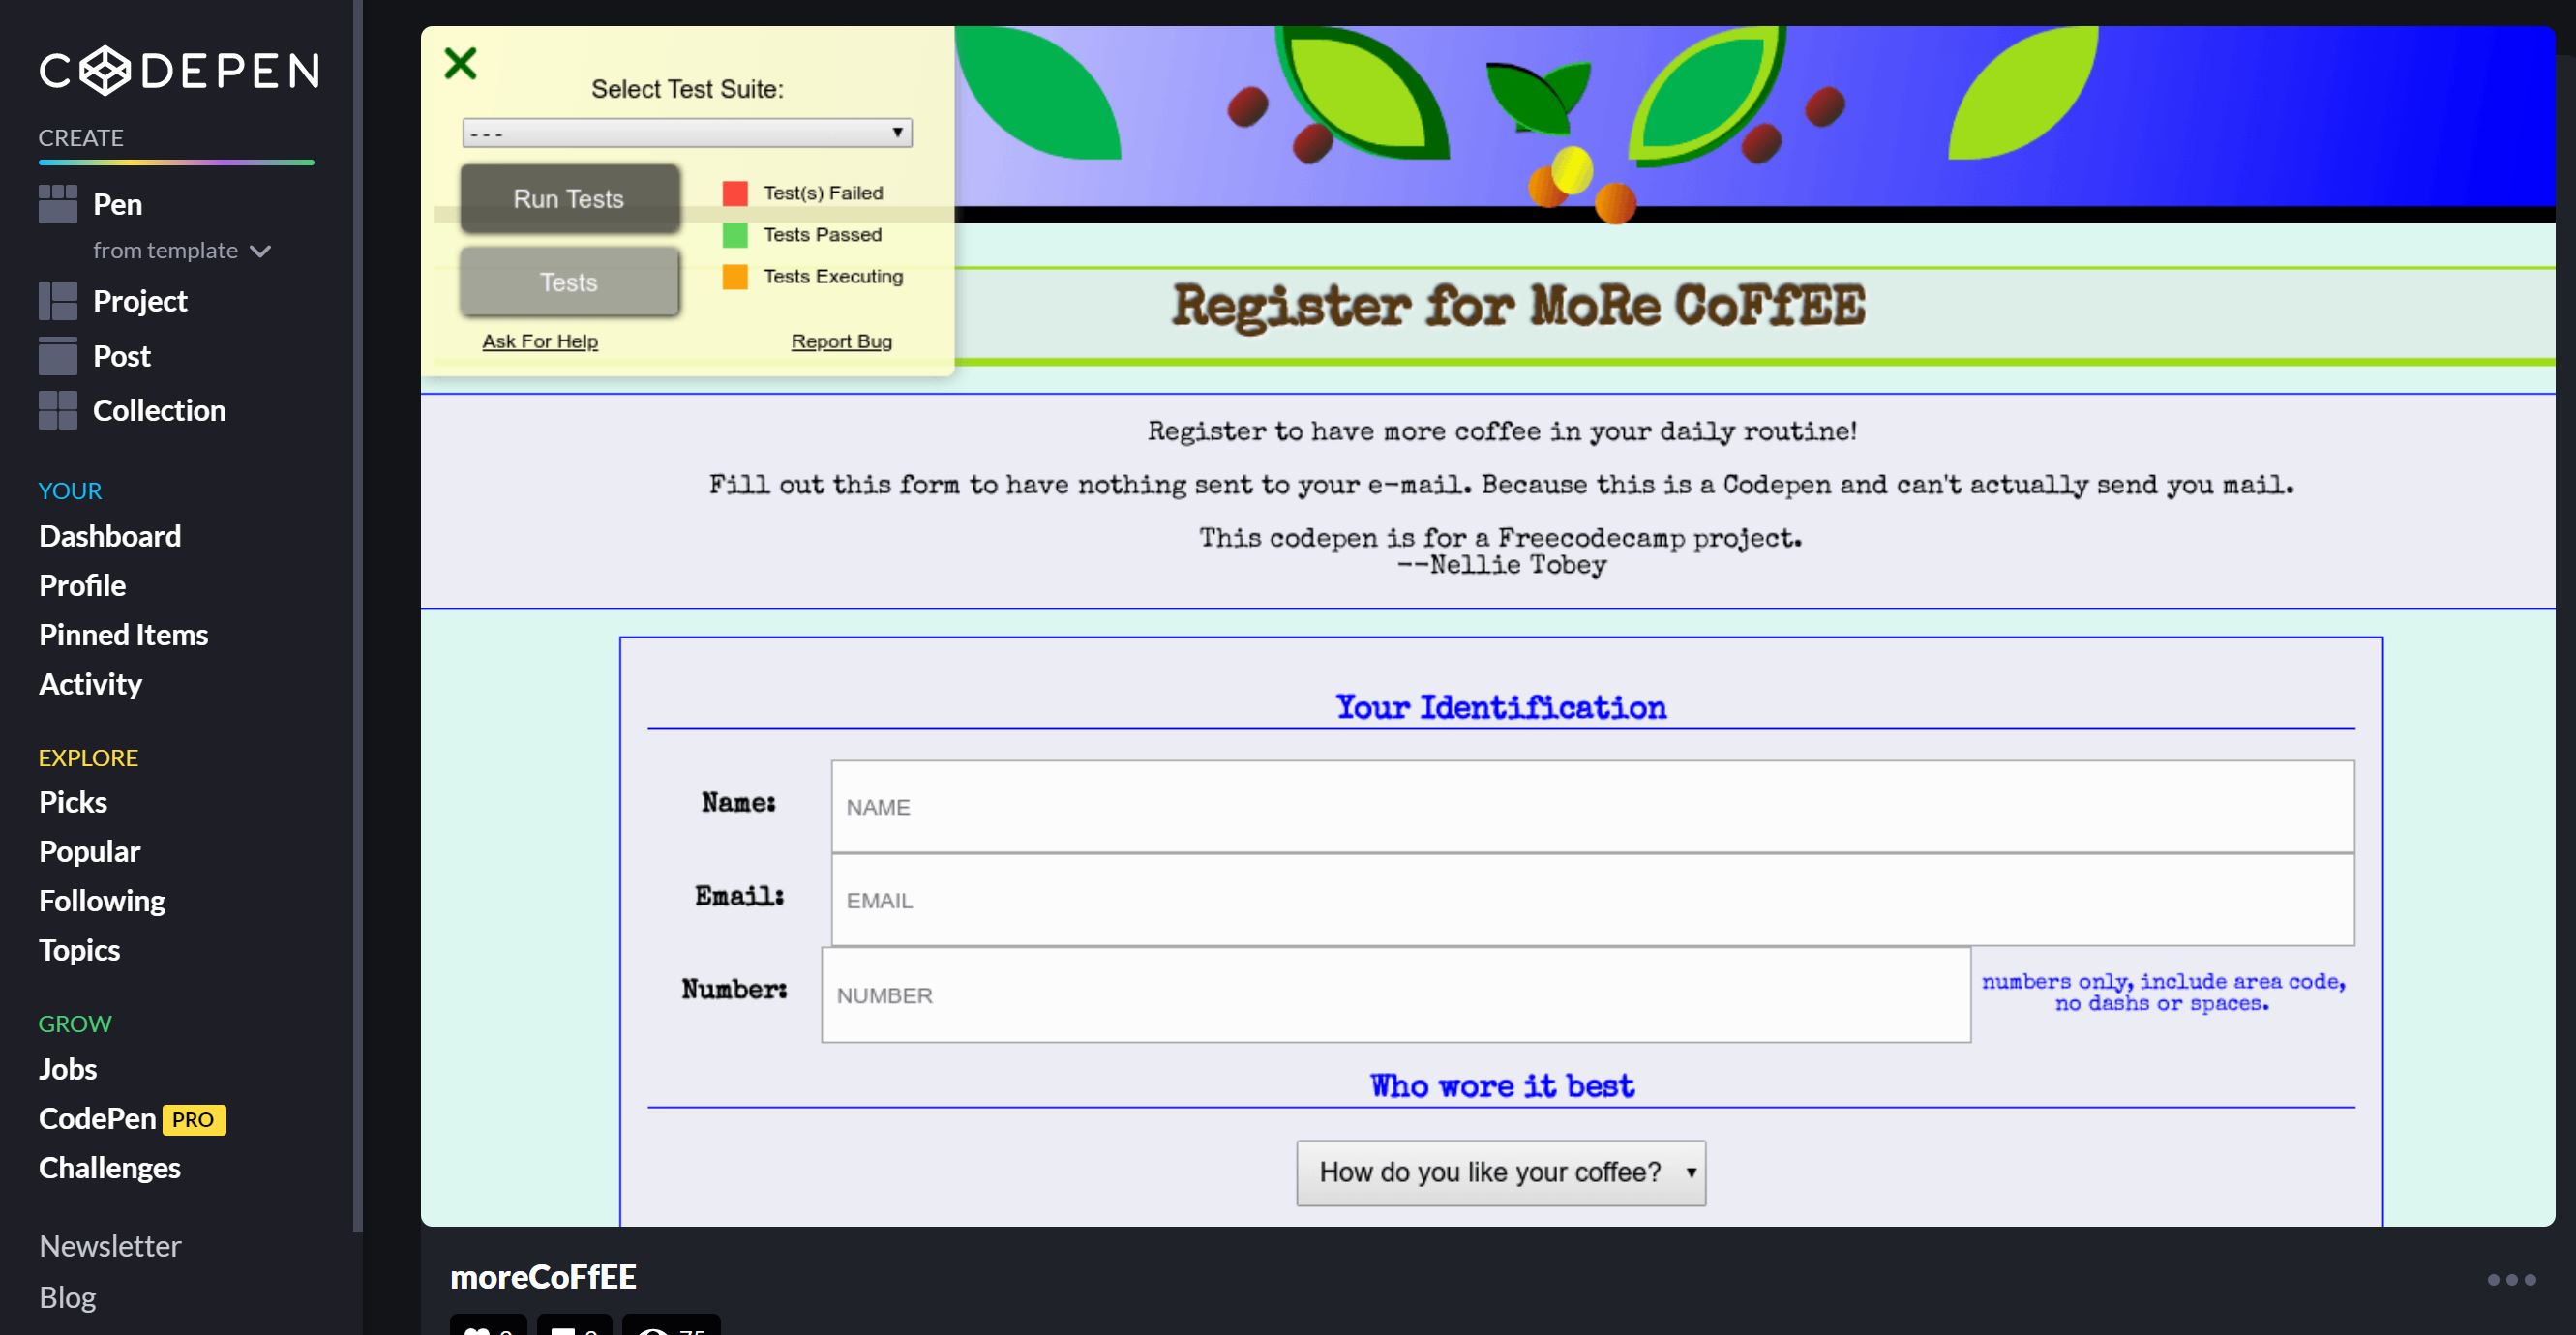 CODEPEN
CREATE
Pen
from template
Project
Post
Collection
YOUR
Dashboard
Profile
Pinned Items
Activity
EXPLORE
Picks
Popular
Following
Topics
GROW
Jobs
CodePen PRO
Challenges
Newsletter
Blog
Select Test Suite:
- - -
Run Tests
Tests
Test(s) Failed
Tests Passed
Tests Executing
Ask For Help
Report Bug
Register for MoRe CoFfEE
Register to have more coffee in your daily routine!
Fill out this form to have nothing sent to your e-mail. Because this is a Codepen and can't actually send you mail.
This codepen is for a Freecodecamp project.
--Nellie Tobey
Your Identification
Name:
NAME
Email:
EMAIL
Number:
NUMBER
numbers only, include area code,
no dashs or spaces.
Who wore it best
How do you like your coffee?
moreCoFfEE